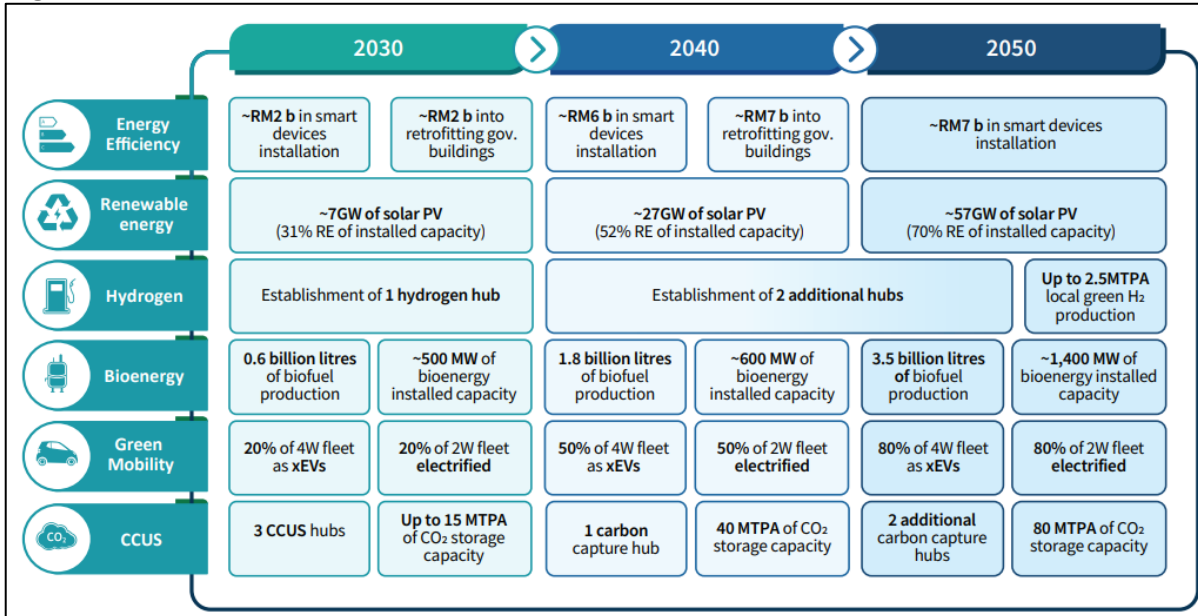 2030
2040
2050
Energy
Efficiency
~RM2 b in smart
devices
installation
~RM2 b into
retrofitting gov.
buildings
~RM6 b in smart
devices
installation
~RM7 b into
retrofitting gov.
buildings
~RM7 b in smart devices
installation
Renewable
energy
~7GW of solar PV
(31% RE of installed capacity)
~27GW of solar PV
(52% RE of installed capacity)
~57GW of solar PV
(70% RE of installed capacity)
Hydrogen
Establishment of 1 hydrogen hub
Establishment of 2 additional hubs
Up to 2.5MTPA
local green H₂
production
Bioenergy
0.6 billion litres
of biofuel
production
~500 MW of
bioenergy
installed capacity
1.8 billion litres
of biofuel
production
~600 MW of
bioenergy
installed capacity
3.5 billion litres
of biofuel
production
~1,400 MW of
bioenergy installed
capacity
Green
Mobility
20% of 4W fleet
as xEVs
20% of 2W fleet
electrified
50% of 4W fleet
as xEVs
50% of 2W fleet
electrified
80% of 4W fleet
as xEVs
80% of 2W fleet
electrified
CO₂
CCUS
3 CCUS hubs
Up to 15 MTPA
of CO₂ storage
capacity
1 carbon
capture hub
40 MTPA of CO₂
storage capacity
2 additional
carbon capture
hubs
80 MTPA of CO₂
storage capacity